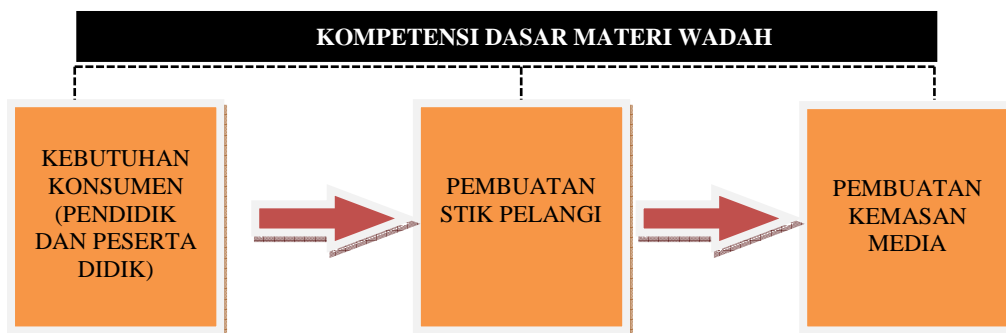 KOMPETENSI DASAR MATERI WADAH
KEBUTUHAN
KONSUMEN
(PENDIDIK
DAN PESERTA
DIDIK)
PEMBUATAN
STIK PELANGI
PEMBUATAN
KEMASAN
MEDIA